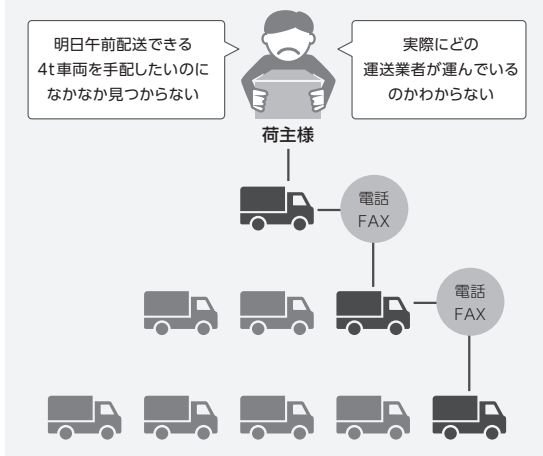 明日午前配送できる
4t車両を手配したいのに
なかなか見つからない
実際にどの
運送業者が運んでいる
のかわからない
荷主様
電話
FAX
電話
FAX